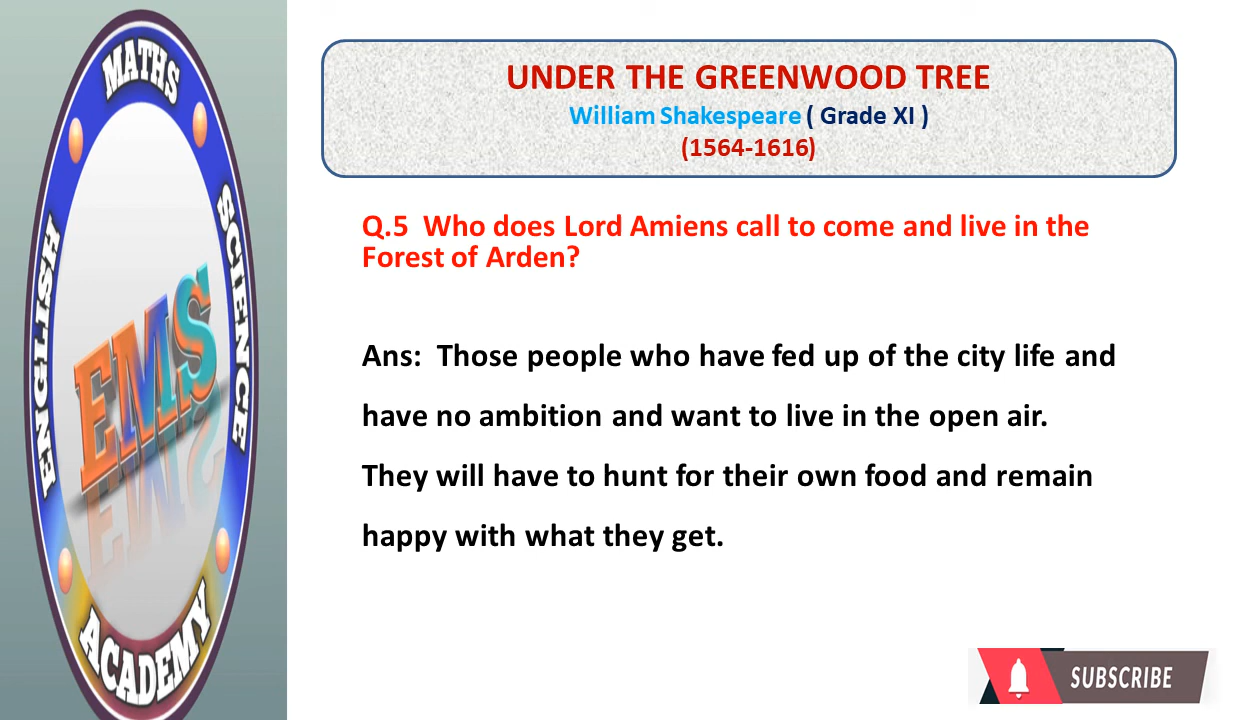 MATHS
SCIENCE
ENGLISH
EMS
ACADEMY
UNDER THE GREENWOOD TREE
William Shakespeare ( Grade XI )
(1564-1616)
Q.5 Who does Lord Amiens call to come and live in the
Forest of Arden?
Ans: Those people who have fed up of the city life and
have no ambition and want to live in the open air.
They will have to hunt for their own food and remain
happy with what they get.
SUBSCRIBE